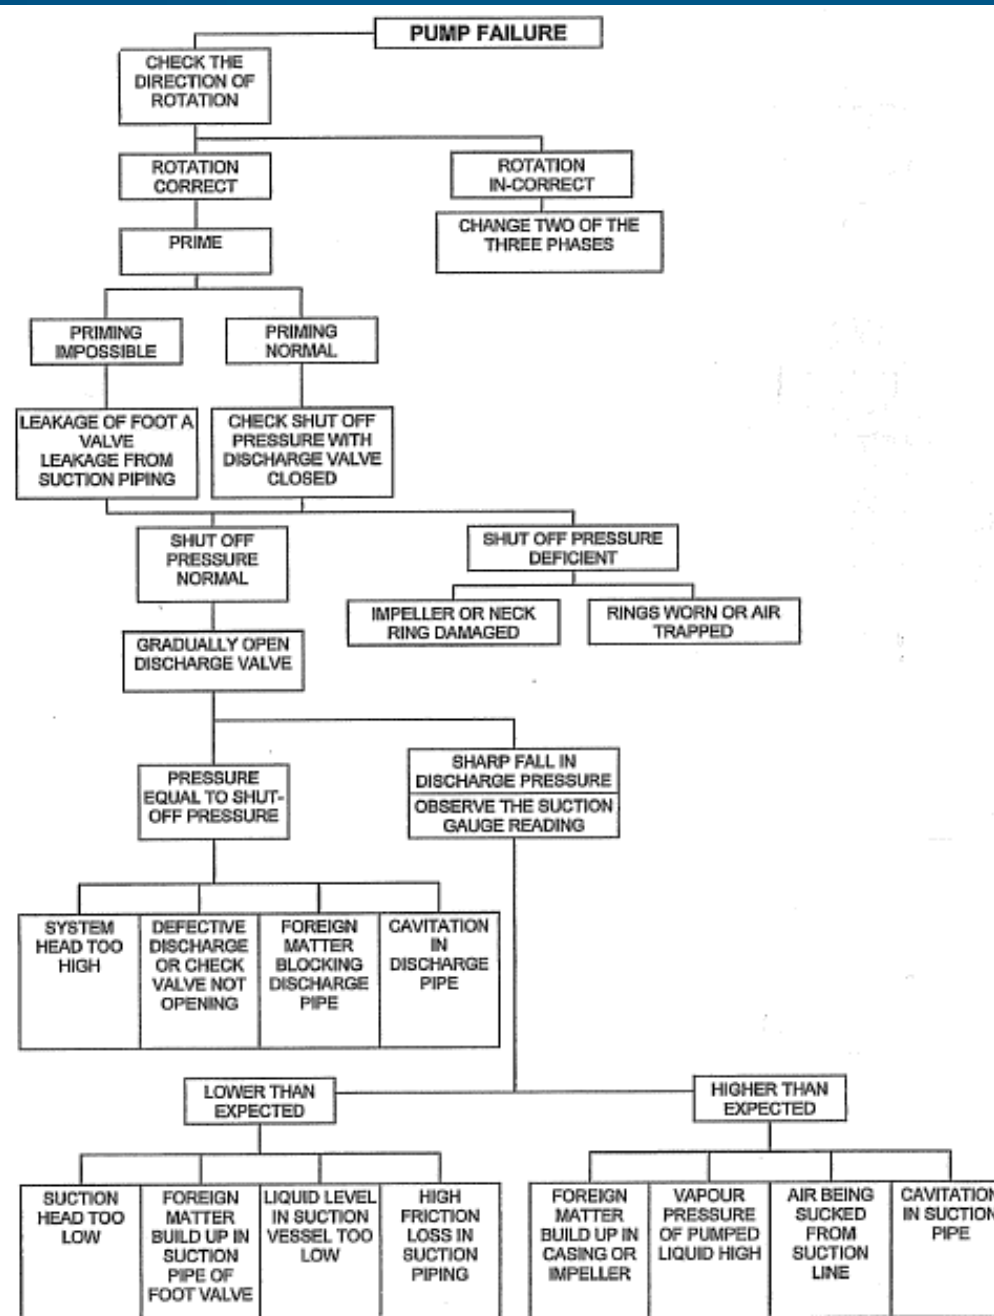 PUMP FAILURE
CHECK THE
DIRECTION OF
ROTATION
ROTATION
CORRECT
ROTATION
IN-CORRECT
PRIME
CHANGE TWO OF THE
THREE PHASES
PRIMING
IMPOSSIBLE
PRIMING
NORMAL
LEAKAGE OF FOOT A
VALVE
LEAKAGE FROM
SUCTION PIPING
CHECK SHUT OFF
PRESSURE WITH
DISCHARGE VALVE
CLOSED
SHUT OFF
PRESSURE
NORMAL
SHUT OFF PRESSURE
DEFICIENT
IMPELLER OR NECK
RING DAMAGED
RINGS WORN OR AIR
TRAPPED
GRADUALLY OPEN
DISCHARGE VALVE
PRESSURE
EQUAL TO SHUT-
OFF PRESSURE
SHARP FALL IN
DISCHARGE PRESSURE
OBSERVE THE SUCTION
GAUGE READING
SYSTEM
HEAD TOO
HIGH
DEFECTIVE
DISCHARGE
OR CHECK
VALVE NOT
OPENING
FOREIGN
MATTER
BLOCKING
DISCHARGE
PIPE
CAVITATION
IN
DISCHARGE
PIPE
LOWER THAN
EXPECTED
HIGHER THAN
EXPECTED
SUCTION
HEAD TOO
LOW
FOREIGN
MATTER
BUILD UP IN
SUCTION
PIPE OF
FOOT VALVE
LIQUID LEVEL
IN SUCTION
VESSEL TOO
LOW
HIGH
FRICTION
LOSS IN
SUCTION
PIPING
FOREIGN
MATTER
BUILD UP IN
CASING OR
IMPELLER
VAPOUR
PRESSURE
OF PUMPED
LIQUID HIGH
AIR BEING
SUCKED
FROM
SUCTION
LINE
CAVITATION
IN SUCTION
PIPE